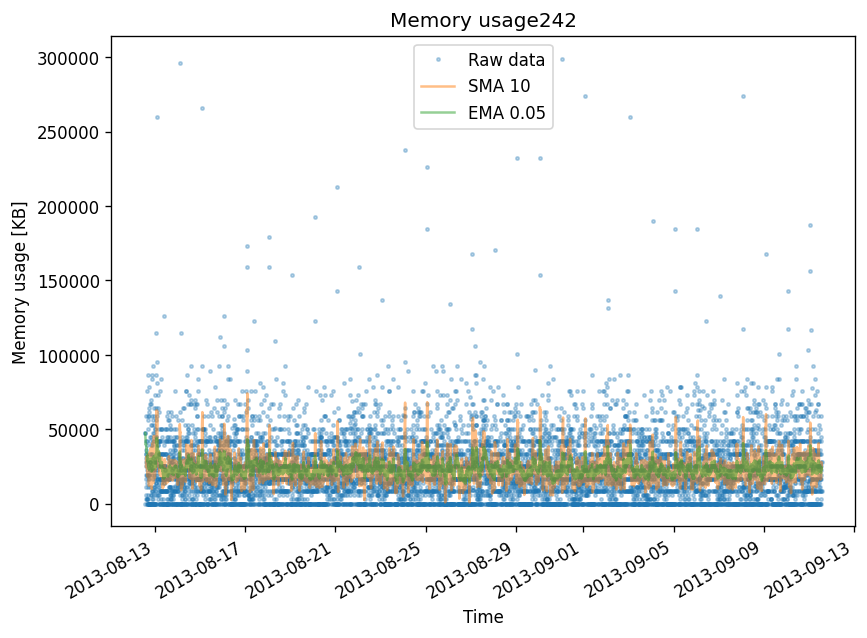 Memory usage242
Raw data
SMA 10
EMA 0.05
Memory usage [KB]
300000
250000
200000
150000
100000
50000
0
2013-08-13
2013-08-17
2013-08-21
2013-08-25
2013-08-29
2013-09-01
2013-09-05
2013-09-09
2013-09-13
Time